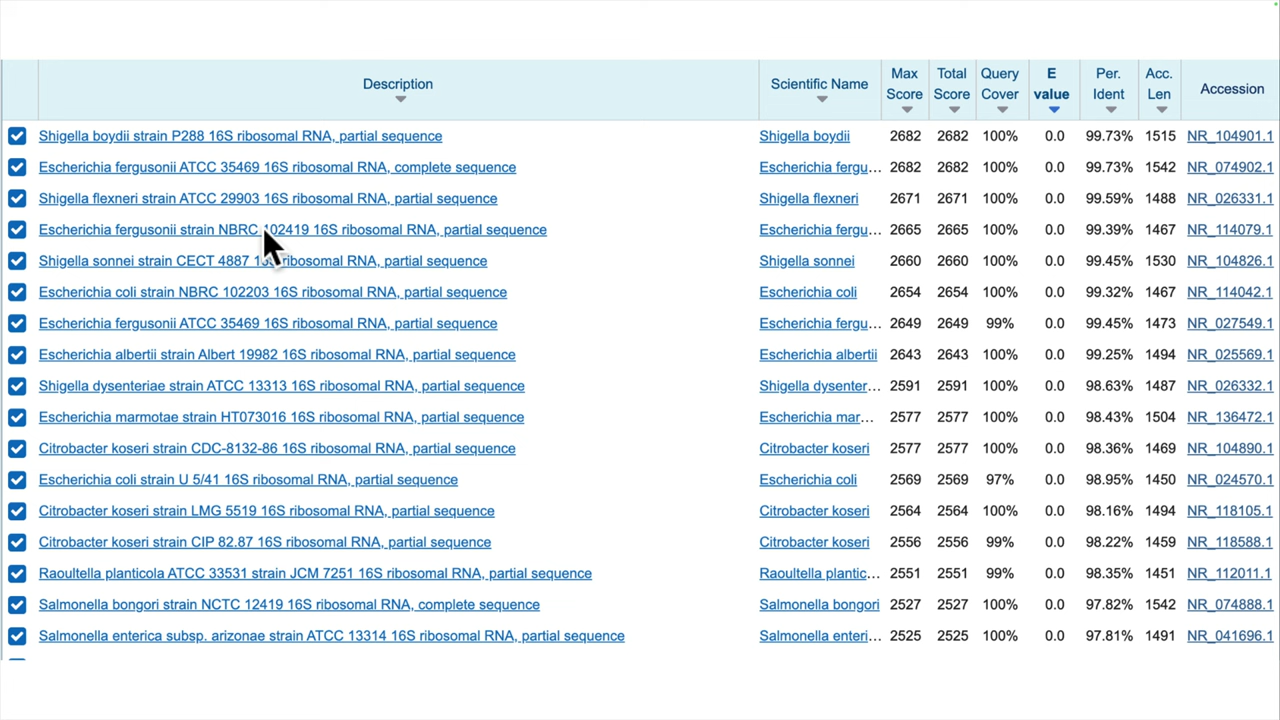 Description Scientific Name Max Score Total Score Query Cover E value Per. Ident Acc. Len Accession
Shigella boydii strain P288 16S ribosomal RNA, partial sequence Shigella boydii 2682 2682 100% 0.0 99.73% 1515 NR_104901.1
Escherichia fergusonii ATCC 35469 16S ribosomal RNA, complete sequence Escherichia fergu... 2682 2682 100% 0.0 99.73% 1542 NR_074902.1
Shigella flexneri strain ATCC 29903 16S ribosomal RNA, partial sequence Shigella flexneri 2671 2671 100% 0.0 99.59% 1488 NR_026331.1
Escherichia fergusonii strain NBRC 102419 16S ribosomal RNA, partial sequence Escherichia fergu... 2665 2665 100% 0.0 99.39% 1467 NR_114079.1
Shigella sonnei strain CECT 4887 16S ribosomal RNA, partial sequence Shigella sonnei 2660 2660 100% 0.0 99.45% 1530 NR_104826.1
Escherichia coli strain NBRC 102203 16S ribosomal RNA, partial sequence Escherichia coli 2654 2654 100% 0.0 99.32% 1467 NR_114042.1
Escherichia fergusonii ATCC 35469 16S ribosomal RNA, partial sequence Escherichia fergu... 2649 2649 99% 0.0 99.45% 1473 NR_027549.1
Escherichia albertii strain Albert 19982 16S ribosomal RNA, partial sequence Escherichia albertii 2643 2643 100% 0.0 99.25% 1494 NR_025569.1
Shigella dysenteriae strain ATCC 13313 16S ribosomal RNA, partial sequence Shigella dysenter... 2591 2591 100% 0.0 98.63% 1487 NR_026332.1
Escherichia marmotae strain HT073016 16S ribosomal RNA, partial sequence Escherichia mar... 2577 2577 100% 0.0 98.43% 1504 NR_136472.1
Citrobacter koseri strain CDC-8132-86 16S ribosomal RNA, partial sequence Citrobacter koseri 2577 2577 100% 0.0 98.36% 1469 NR_104890.1
Escherichia coli strain U 5/41 16S ribosomal RNA, partial sequence Escherichia coli 2569 2569 97% 0.0 98.95% 1450 NR_024570.1
Citrobacter koseri strain LMG 5519 16S ribosomal RNA, partial sequence Citrobacter koseri 2564 2564 100% 0.0 98.16% 1494 NR_118105.1
Citrobacter koseri strain CIP 82.87 16S ribosomal RNA, partial sequence Citrobacter koseri 2556 2556 99% 0.0 98.22% 1459 NR_118588.1
Raoultella planticola ATCC 33531 strain JCM 7251 16S ribosomal RNA, partial sequence Raoultella plantic... 2551 2551 99% 0.0 98.35% 1451 NR_112011.1
Salmonella bongori strain NCTC 12419 16S ribosomal RNA, complete sequence Salmonella bongori 2527 2527 100% 0.0 97.82% 1542 NR_074888.1
Salmonella enterica subsp. arizonae strain ATCC 13314 16S ribosomal RNA, partial sequence Salmonella enteri... 2525 2525 100% 0.0 97.81% 1491 NR_041696.1